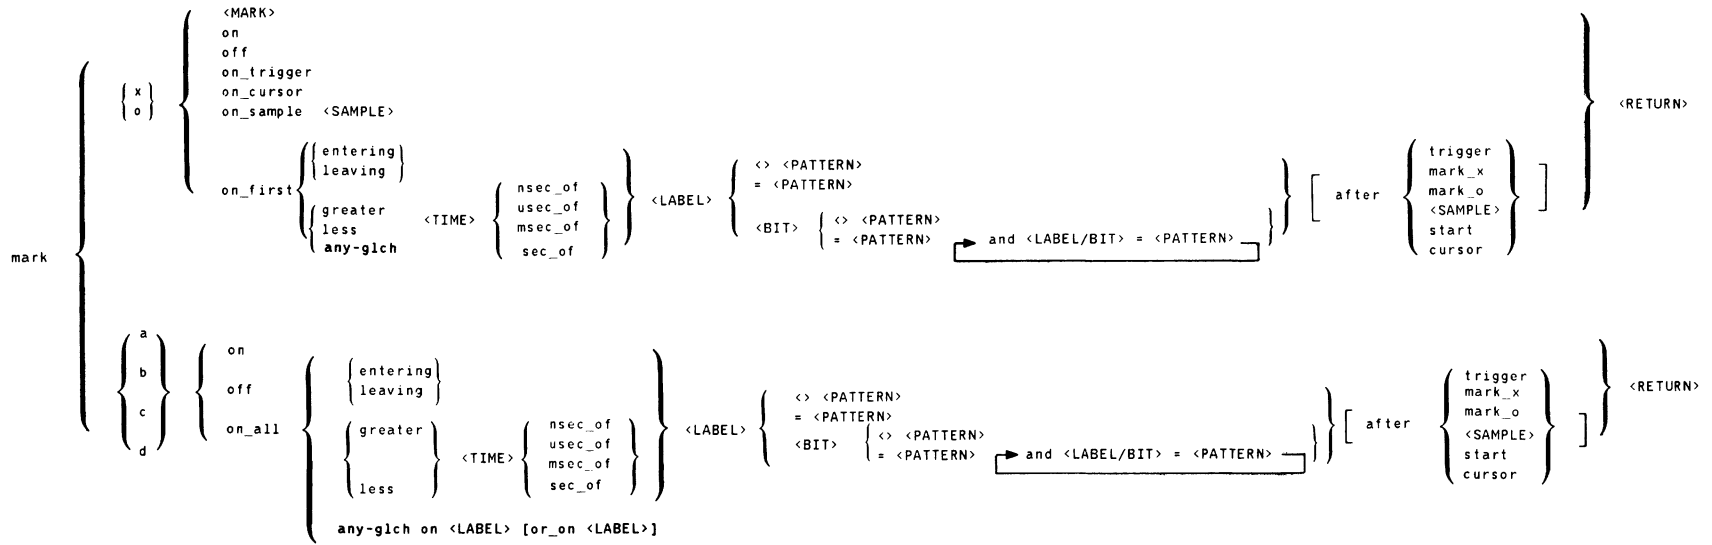 <MARK>
on
off
on_trigger
x on_cursor
o on_sample <SAMPLE> <RETURN>
entering <> <PATTERN> trigger
leaving = <PATTERN> mark_x
on_first nsec_of <LABEL> after mark_o
greater <TIME> usec_of <BIT> <> <PATTERN> <SAMPLE>
less msec_of = <PATTERN> and <LABEL/BIT> = <PATTERN> start
any-glch sec_of cursor
mark
a
on
b entering trigger
off leaving <> <PATTERN> mark_x <RETURN>
c = <PATTERN> after mark_o
on_all greater nsec_of <LABEL> <BIT> <> <PATTERN> <SAMPLE>
d <TIME> usec_of = <PATTERN> and <LABEL/BIT> = <PATTERN> start
msec_of cursor
less sec_of
any-glch on <LABEL> [or_on <LABEL>]